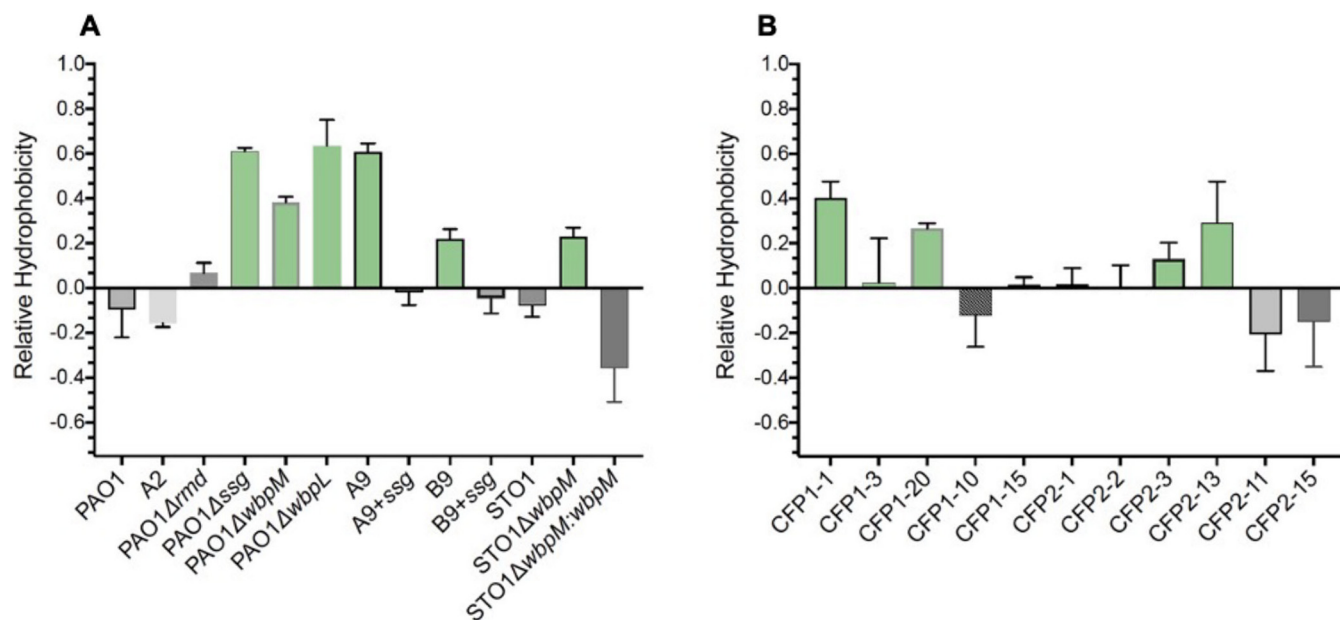 A
Relative Hydrophobicity
1.0
0.8
0.6
0.4
0.2
0.0
-0.2
-0.4
-0.6
PAO1
A2
PAO1Δrmd
PAO1Δssg
PAO1ΔwbpM
PAO1ΔwbpL
A9
A9+ssg
B9
B9+ssg
STO1
STO1ΔwbpM
STO1ΔwbpM:wbpM
B
Relative Hydrophobicity
1.0
0.8
0.6
0.4
0.2
0.0
-0.2
-0.4
-0.6
CFP1-1
CFP1-3
CFP1-20
CFP1-10
CFP1-15
CFP2-1
CFP2-2
CFP2-3
CFP2-13
CFP2-11
CFP2-15